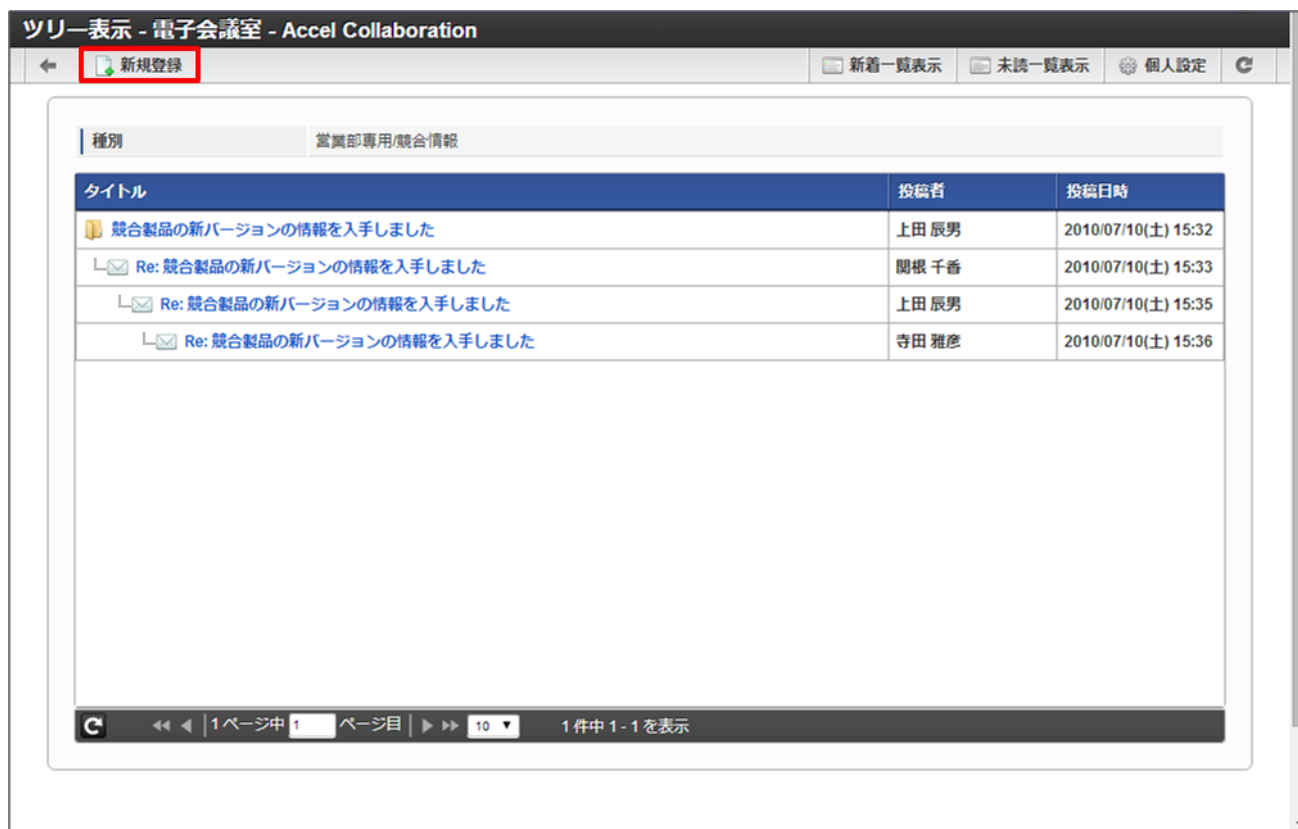 ツリー表示 - 電子会議室 - Accel Collaboration
新規登録 新着一覧表示 未読一覧表示 個人設定
種別 営業部専用/競合情報
タイトル 投稿者 投稿日時
競合製品の新バージョンの情報を入手しました 上田 辰男 2010/07/10(土) 15:32
Re: 競合製品の新バージョンの情報を入手しました 関根 千香 2010/07/10(土) 15:33
Re: 競合製品の新バージョンの情報を入手しました 上田 辰男 2010/07/10(土) 15:35
Re: 競合製品の新バージョンの情報を入手しました 寺田 雅彦 2010/07/10(土) 15:36
1 ページ中 1 ページ目 10 1 件中 1 - 1 を表示